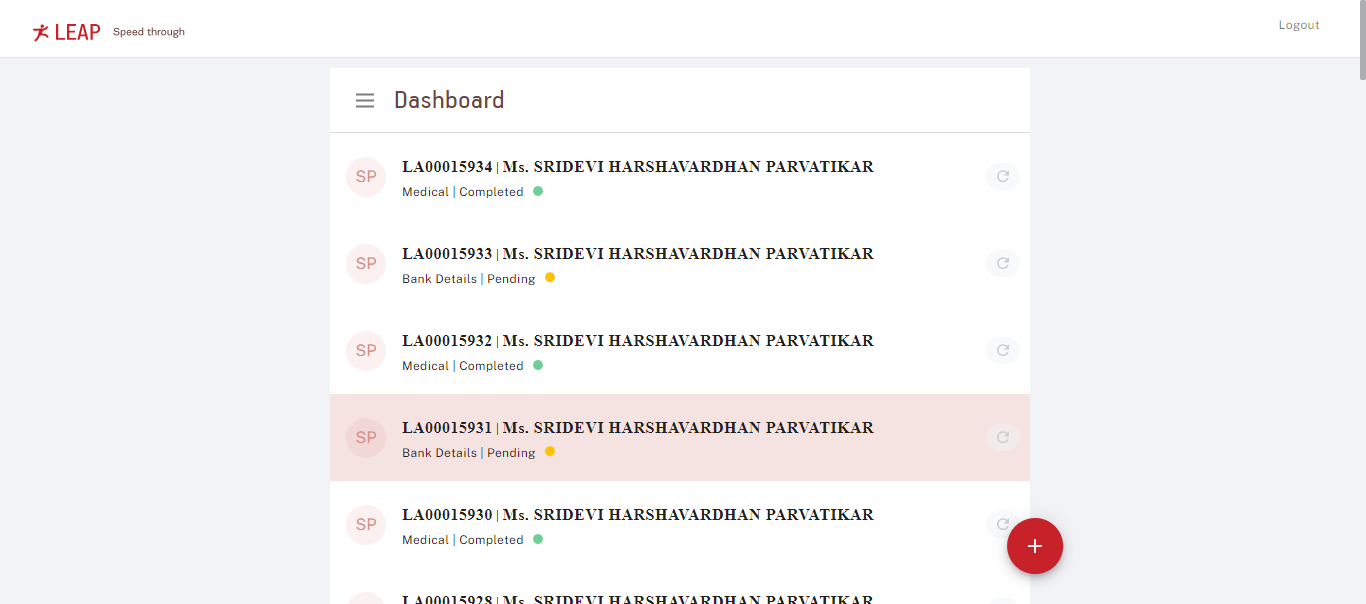 LEAP Speed through
Logout
Dashboard
SP
LA00015934 | Ms. SRIDEVI HARSHAVARDHAN PARVATIKAR
Medical | Completed
SP
LA00015933 | Ms. SRIDEVI HARSHAVARDHAN PARVATIKAR
Bank Details | Pending
SP
LA00015932 | Ms. SRIDEVI HARSHAVARDHAN PARVATIKAR
Medical | Completed
SP
LA00015931 | Ms. SRIDEVI HARSHAVARDHAN PARVATIKAR
Bank Details | Pending
SP
LA00015930 | Ms. SRIDEVI HARSHAVARDHAN PARVATIKAR
Medical | Completed
LA00015928 | Ms. SRIDEVI HARSHAVARDHAN PARVATIKAR